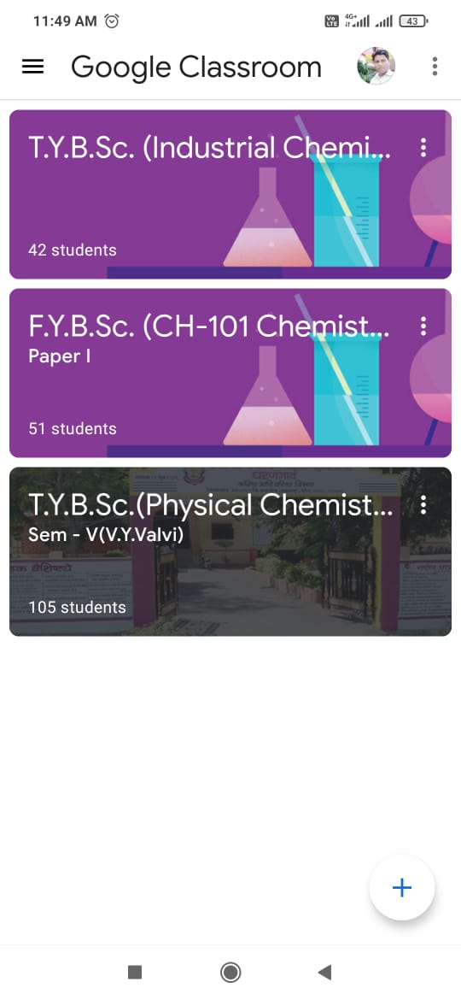 11:49 AM
Vo LTE 4G+ 43
Google Classroom
T.Y.B.Sc. (Industrial Chemi...
42 students
F.Y.B.Sc. (CH-101 Chemist...
Paper I
51 students
धरणगाव
T.Y.B.Sc.(Physical Chemist...
Sem - V(V.Y.Valvi)
105 students